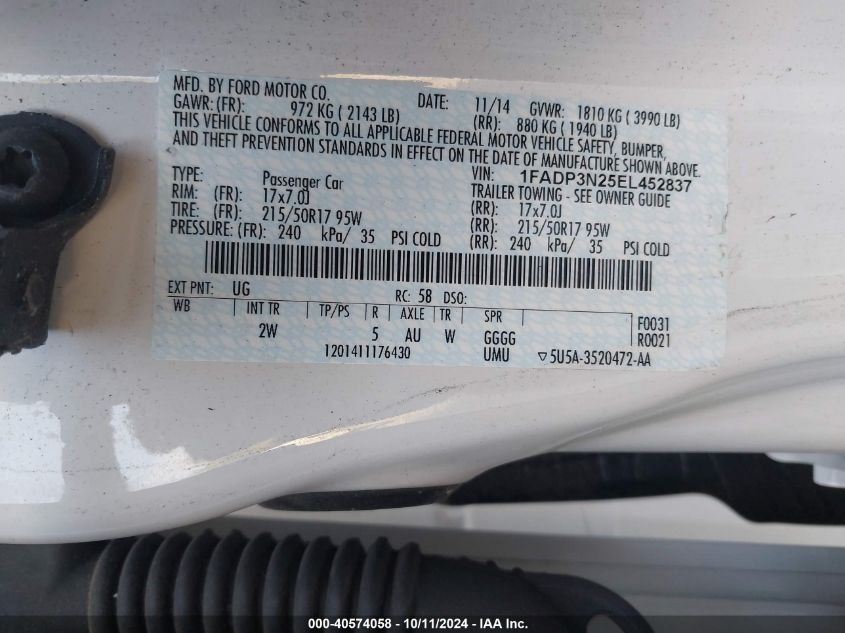 MFD. BY FORD MOTOR CO.
DATE: 11/14 GVWR: 1810 KG ( 3990 LB)
GAWR: (FR): 972 KG ( 2143 LB) (RR): 880 KG ( 1940 LB)
THIS VEHICLE CONFORMS TO ALL APPLICABLE FEDERAL MOTOR VEHICLE SAFETY, BUMPER,
AND THEFT PREVENTION STANDARDS IN EFFECT ON THE DATE OF MANUFACTURE SHOWN ABOVE.
VIN: 1FADP3N25EL452837
TYPE: Passenger Car TRAILER TOWING - SEE OWNER GUIDE
RIM: (FR): 17x7.0J (RR): 17x7.0J
TIRE: (FR): 215/50R17 95W (RR): 215/50R17 95W
PRESSURE: (FR): 240 kPa/ 35 PSI COLD (RR): 240 kPa/ 35 PSI COLD
EXT PNT: UG RC: 58 DSO:
WB INT TR TP/PS R AXLE TR SPR F0031
2W 5 AU W GGGG R0021
1201411176430 UMU ▽5U5A-3520472-AA
000-40574058 - 10/11/2024 - IAA Inc.